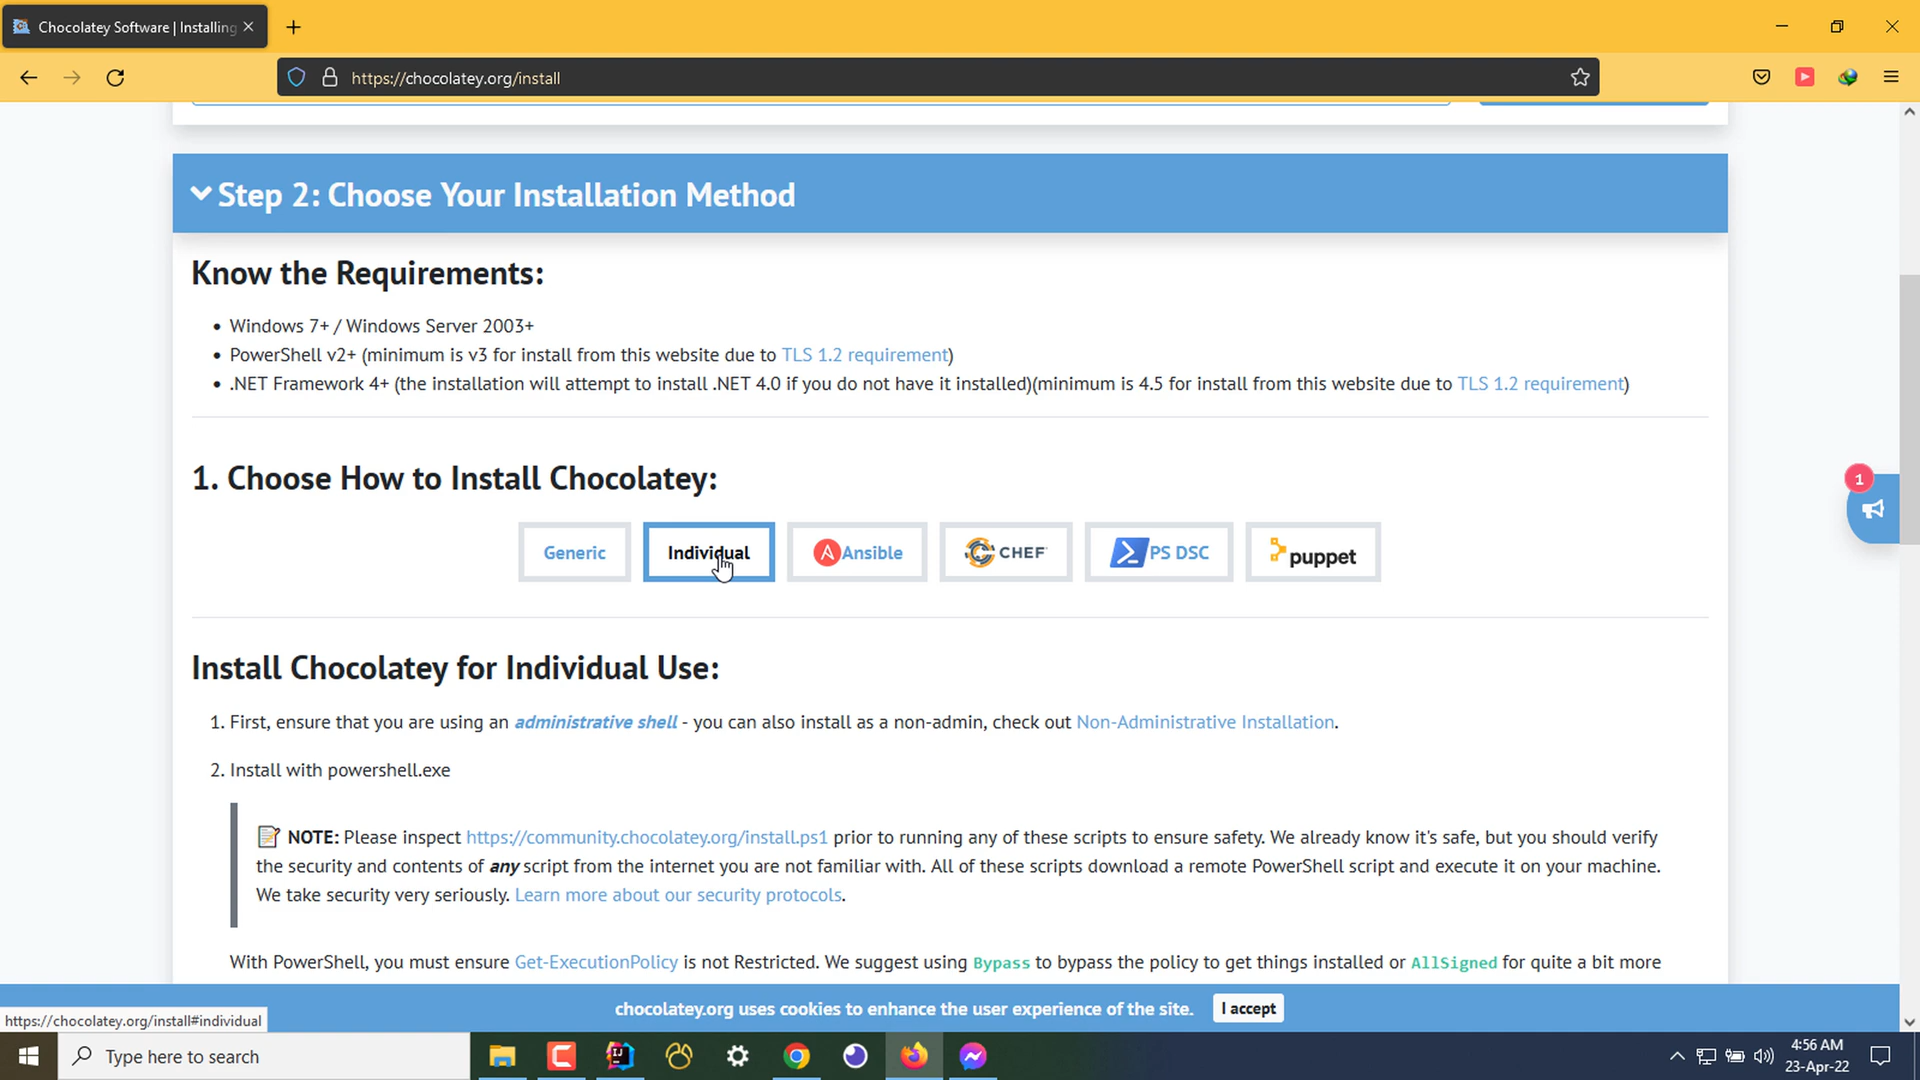 Chocolatey Software | Installing
https://chocolatey.org/install
Step 2: Choose Your Installation Method
Know the Requirements:
• Windows 7+ / Windows Server 2003+
• PowerShell v2+ (minimum is v3 for install from this website due to TLS 1.2 requirement)
• .NET Framework 4+ (the installation will attempt to install .NET 4.0 if you do not have it installed)(minimum is 4.5 for install from this website due to TLS 1.2 requirement)
1. Choose How to Install Chocolatey:
1
Generic
Individual
A Ansible
CHEF
PS DSC
puppet
Install Chocolatey for Individual Use:
1. First, ensure that you are using an administrative shell - you can also install as a non-admin, check out Non-Administrative Installation.
2. Install with powershell.exe
NOTE: Please inspect https://community.chocolatey.org/install.ps1 prior to running any of these scripts to ensure safety. We already know it's safe, but you should verify
the security and contents of any script from the internet you are not familiar with. All of these scripts download a remote PowerShell script and execute it on your machine.
We take security very seriously. Learn more about our security protocols.
With PowerShell, you must ensure Get-ExecutionPolicy is not Restricted. We suggest using Bypass to bypass the policy to get things installed or AllSigned for quite a bit more
chocolatey.org uses cookies to enhance the user experience of the site.
I accept
https://chocolatey.org/install#individual
Type here to search
4:56 AM
23-Apr-22